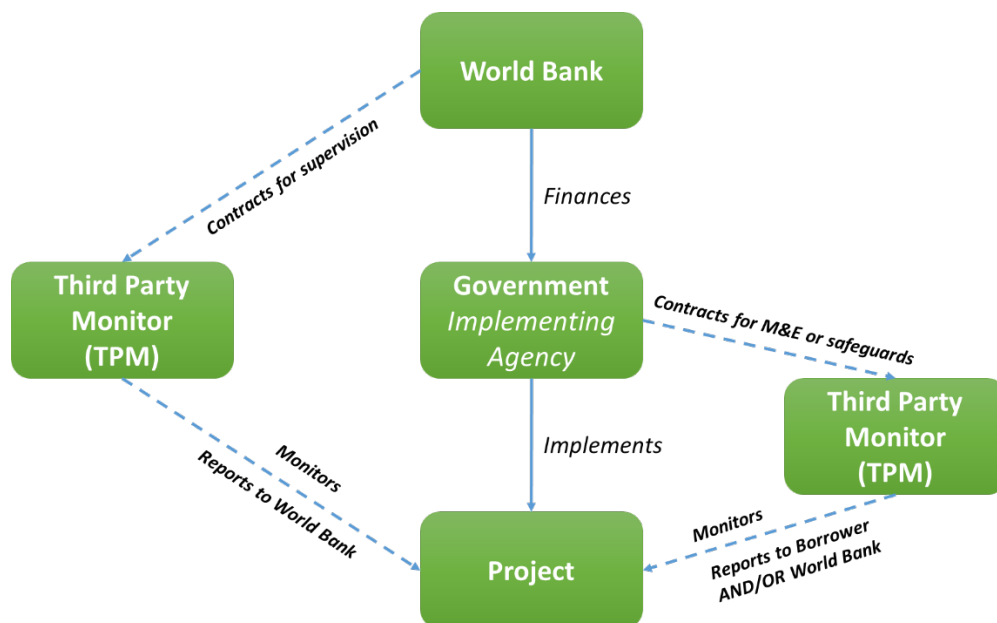 World Bank
Contracts for supervision
Finances
Third Party
Monitor
(TPM)
Government
Implementing
Agency
Contracts for M&E or safeguards
Third Party
Monitor
(TPM)
Monitors
Reports to World Bank
Implements
Monitors
Reports to Borrower
AND/OR World Bank
Project